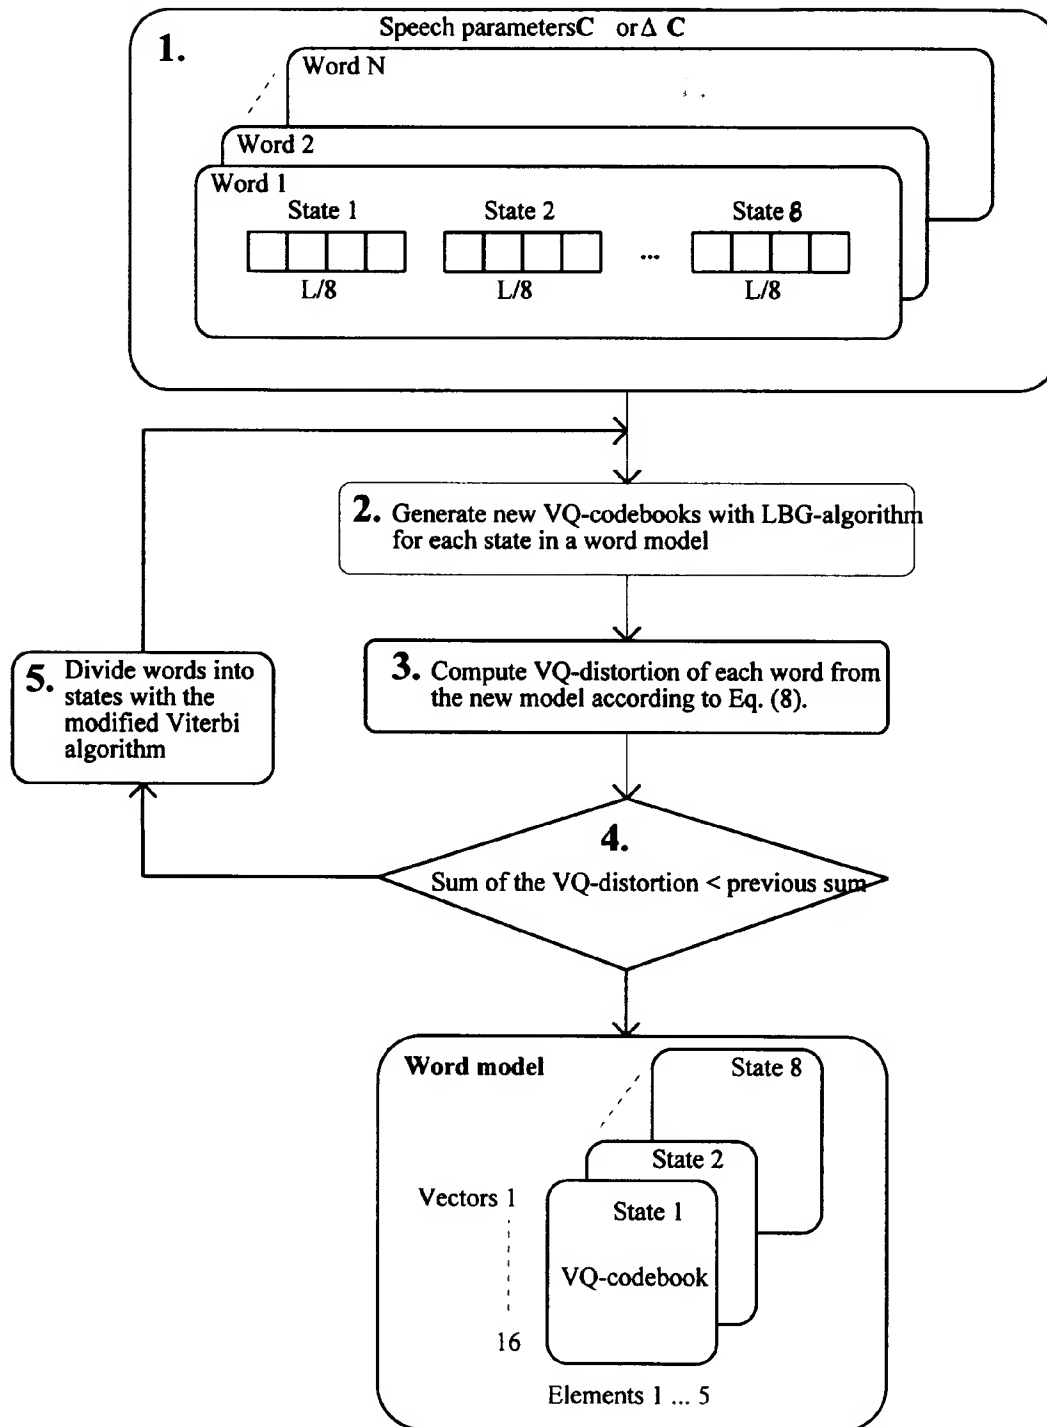 Speech parametersC or Δ C
1.
Word N
Word 2
Word 1
State 1 State 2 State 8
...
L/8 L/8 L/8
2. Generate new VQ-codebooks with LBG-algorithm
for each state in a word model
3. Compute VQ-distortion of each word from
the new model according to Eq. (8).
5. Divide words into
states with the
modified Viterbi
algorithm
4.
Sum of the VQ-distortion < previous sum
Word model
State 8
State 2
Vectors 1
State 1
VQ-codebook
16
Elements 1 ... 5